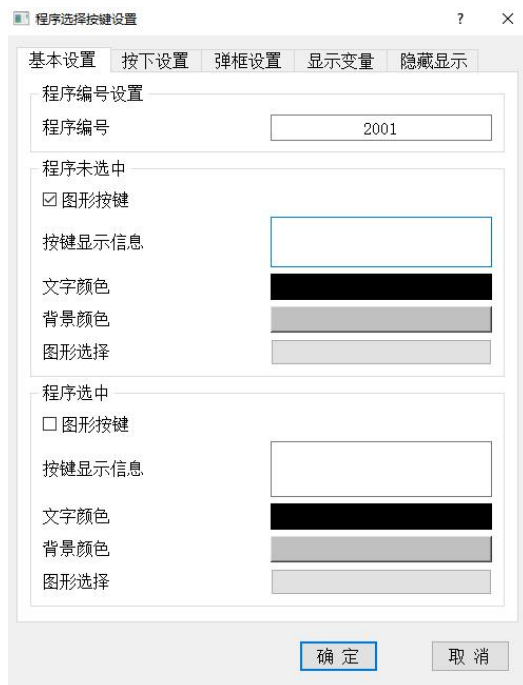 程序选择按键设置
基本设置 按下设置 弹框设置 显示变量 隐藏显示
程序编号设置
程序编号 2001
程序未选中
图形按键
按键显示信息
文字颜色
背景颜色
图形选择
程序选中
图形按键
按键显示信息
文字颜色
背景颜色
图形选择
确定 取消